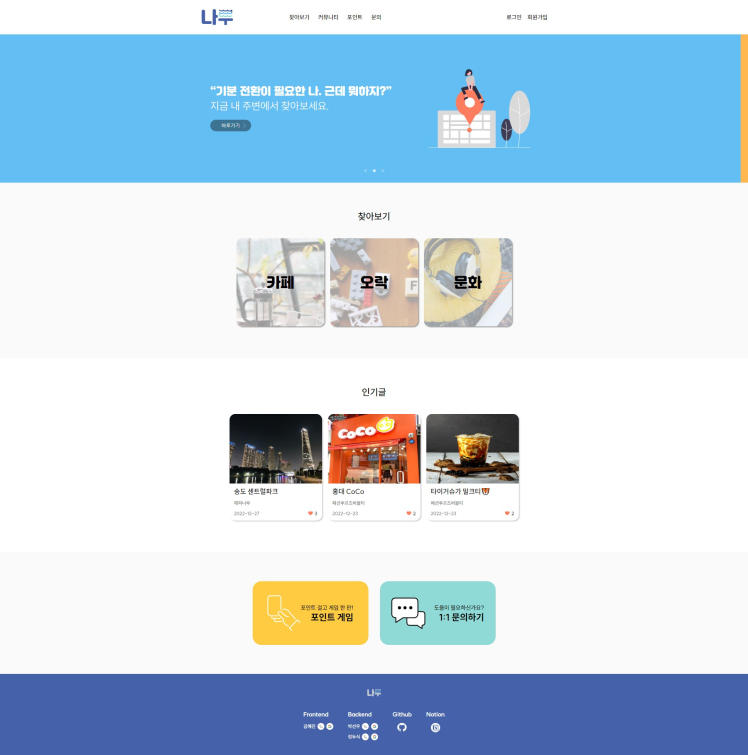 나두
찾아보기 커뮤니티 포인트 문의
로그인 회원가입
“기분 전환이 필요한 나. 근데 뭐하지?”
지금 내 주변에서 찾아보세요.
바로가기
찾아보기
카페 오락 문화
인기글
송도 센트럴파크
2022-12-27 3
홍대 CoCo
2022-12-23 2
타이거슈가 밀크티
2022-12-23 2
포인트 걸고 게임 한 판!
포인트 게임
도움이 필요하신가요?
1:1 문의하기
나두
Frontend Backend Github Notion